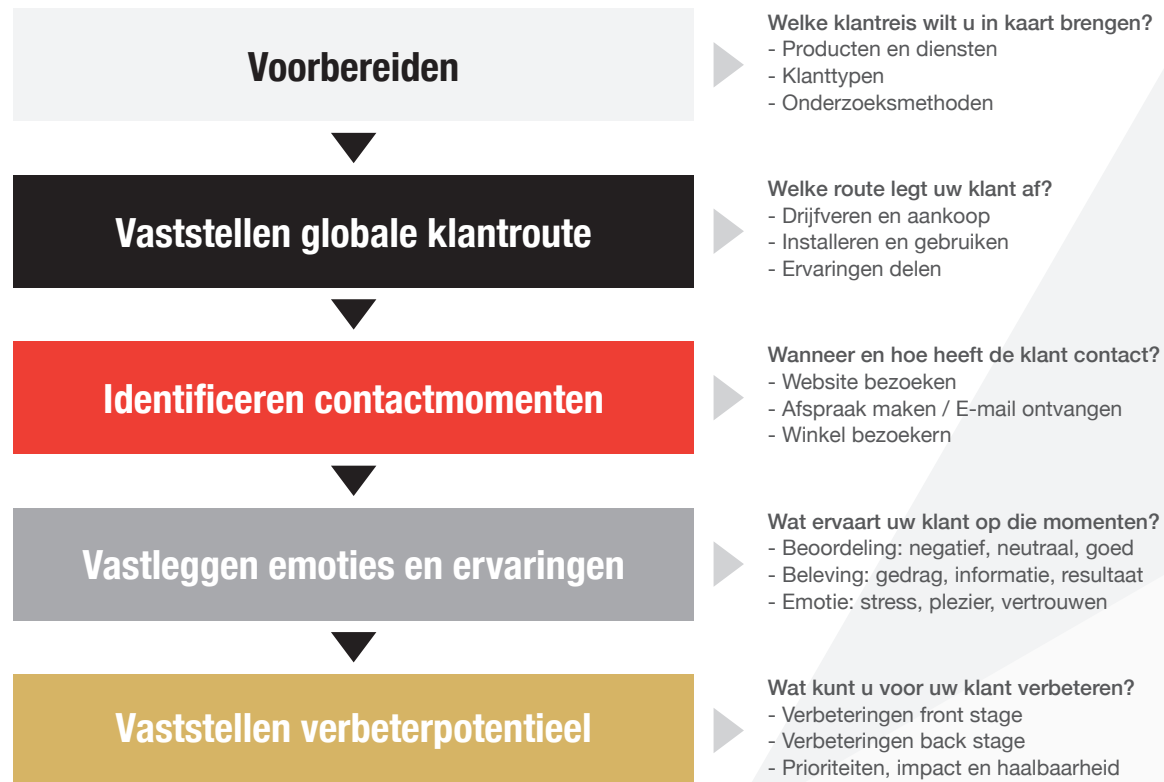 Voorbereiden
Welke klantreis wilt u in kaart brengen?
- Producten en diensten
- Klanttypen
- Onderzoeksmethoden
Vaststellen globale klantroute
Welke route legt uw klant af?
- Drijfveren en aankoop
- Installeren en gebruiken
- Ervaringen delen
Identificeren contactmomenten
Wanneer en hoe heeft de klant contact?
- Website bezoeken
- Afspraak maken / E-mail ontvangen
- Winkel bezoekern
Vastleggen emoties en ervaringen
Wat ervaart uw klant op die momenten?
- Beoordeling: negatief, neutraal, goed
- Beleving: gedrag, informatie, resultaat
- Emotie: stress, plezier, vertrouwen
Vaststellen verbeterpotentieel
Wat kunt u voor uw klant verbeteren?
- Verbeteringen front stage
- Verbeteringen back stage
- Prioriteiten, impact en haalbaarheid